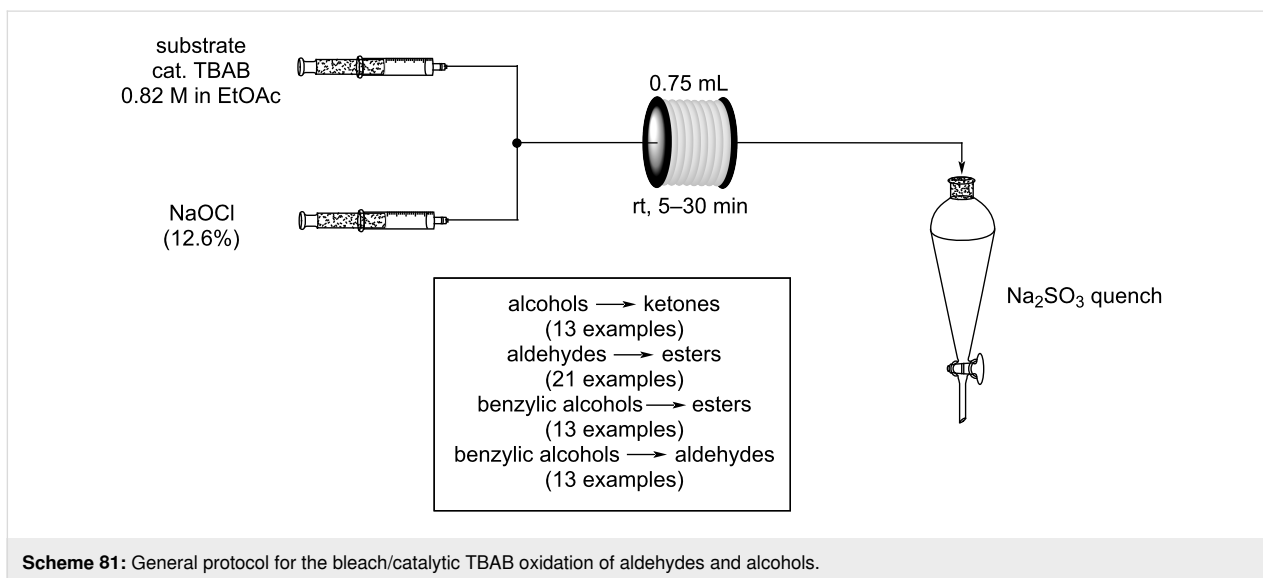 substrate
cat. TBAB
0.82 M in EtOAc
NaOCl
(12.6%)
0.75 mL
rt, 5–30 min
Na₂SO₃ quench
alcohols → ketones
(13 examples)
aldehydes → esters
(21 examples)
benzylic alcohols → esters
(13 examples)
benzylic alcohols → aldehydes
(13 examples)
Scheme 81: General protocol for the bleach/catalytic TBAB oxidation of aldehydes and alcohols.